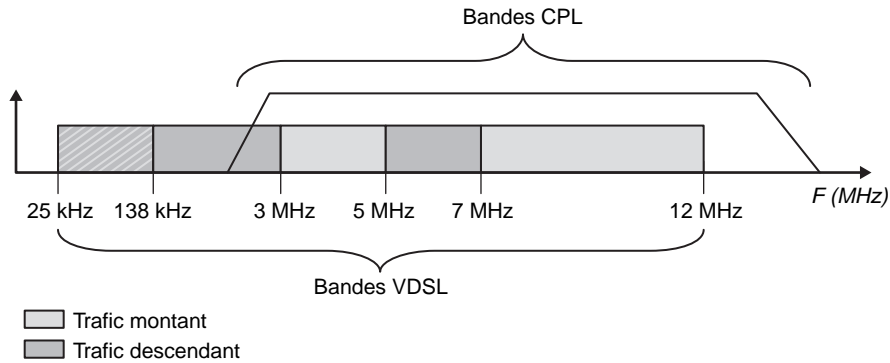 Bandes CPL
F (MHz)
25 kHz 138 kHz 3 MHz 5 MHz 7 MHz 12 MHz
Bandes VDSL
Trafic montant
Trafic descendant